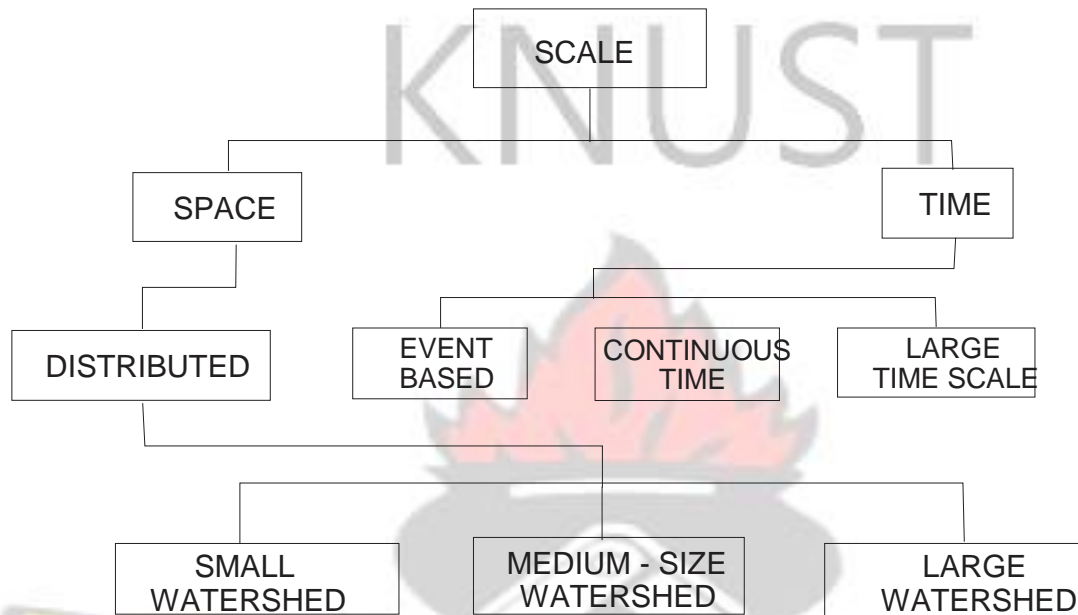 KNUST
SCALE
SPACE
TIME
DISTRIBUTED
EVENT
BASED
CONTINUOUS
TIME
LARGE
TIME SCALE
SMALL
WATERSHED
MEDIUM - SIZE
WATERSHED
LARGE
WATERSHED